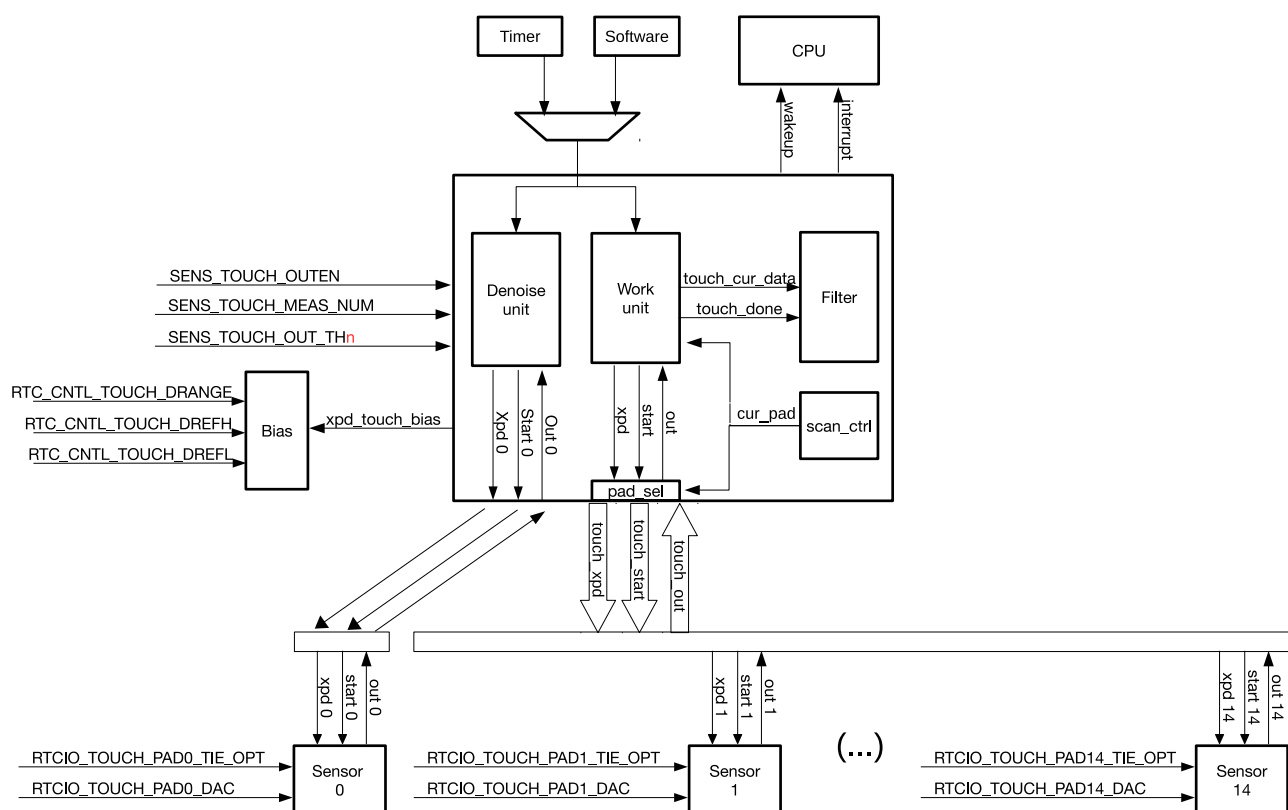 Timer
Software
CPU
wakeup
interrupt
SENS_TOUCH_OUTEN
SENS_TOUCH_MEAS_NUM
SENS_TOUCH_OUT_THn
Denoise
unit
Work
unit
touch_cur_data
touch_done
Filter
RTC_CNTL_TOUCH_DRANGE
RTC_CNTL_TOUCH_DREFH
RTC_CNTL_TOUCH_DREFL
Bias
xpd_touch_bias
Xpd 0
Start 0
Out 0
xpd
start
out
cur_pad
scan_ctrl
pad_sel
touch_xpd
touch_start
touch_out
xpd 0
start 0
out 0
xpd 1
start 1
out 1
xpd 14
start 14
out 14
RTCIO_TOUCH_PAD0_TIE_OPT
RTCIO_TOUCH_PAD0_DAC
Sensor
0
RTCIO_TOUCH_PAD1_TIE_OPT
RTCIO_TOUCH_PAD1_DAC
Sensor
1
(...)
RTCIO_TOUCH_PAD14_TIE_OPT
RTCIO_TOUCH_PAD14_DAC
Sensor
14